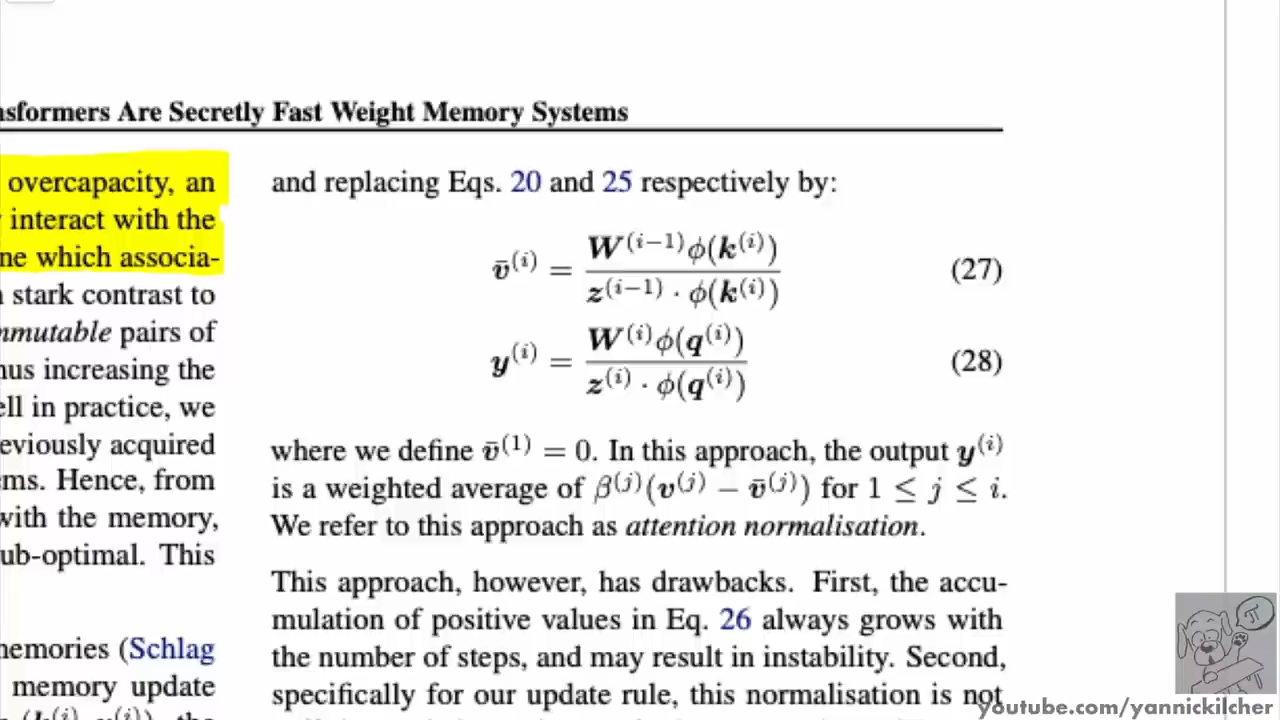 nsformers Are Secretly Fast Weight Memory Systems
overcapacity, an
interact with the
ne which associa-
stark contrast to
mmutable pairs of
hus increasing the
ell in practice, we
eviously acquired
ems. Hence, from
with the memory,
ub-optimal. This
nemories (Schlag
memory update
and replacing Eqs. 20 and 25 respectively by:
v̄⁽ⁱ⁾ = W⁽ⁱ⁻¹⁾ϕ(k⁽ⁱ⁾) / z⁽ⁱ⁻¹⁾ · ϕ(k⁽ⁱ⁾) (27)
y⁽ⁱ⁾ = W⁽ⁱ⁾ϕ(q⁽ⁱ⁾) / z⁽ⁱ⁾ · ϕ(q⁽ⁱ⁾) (28)
where we define v̄⁽¹⁾ = 0. In this approach, the output y⁽ⁱ⁾
is a weighted average of β⁽ʲ⁾(v⁽ʲ⁾ − v̄⁽ʲ⁾) for 1 ≤ j ≤ i.
We refer to this approach as attention normalisation.
This approach, however, has drawbacks. First, the accu-
mulation of positive values in Eq. 26 always grows with
the number of steps, and may result in instability. Second,
specifically for our update rule, this normalisation is not
youtube.com/yannickilcher